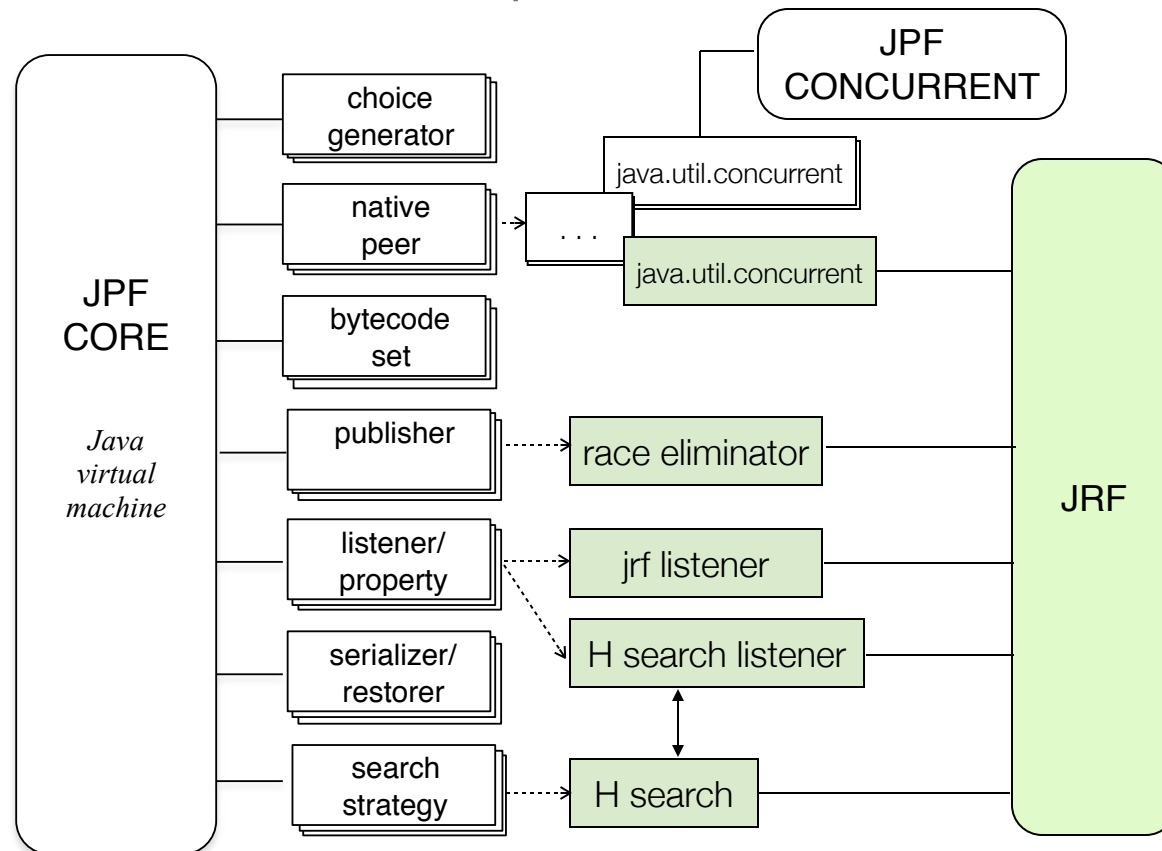 JPF
CONCURRENT
choice
generator
java.util.concurrent
native
peer
. . .
java.util.concurrent
JPF
CORE
bytecode
set
Java
virtual
machine
publisher
race eliminator
JRF
listener/
property
jrf listener
H search listener
serializer/
restorer
search
strategy
H search